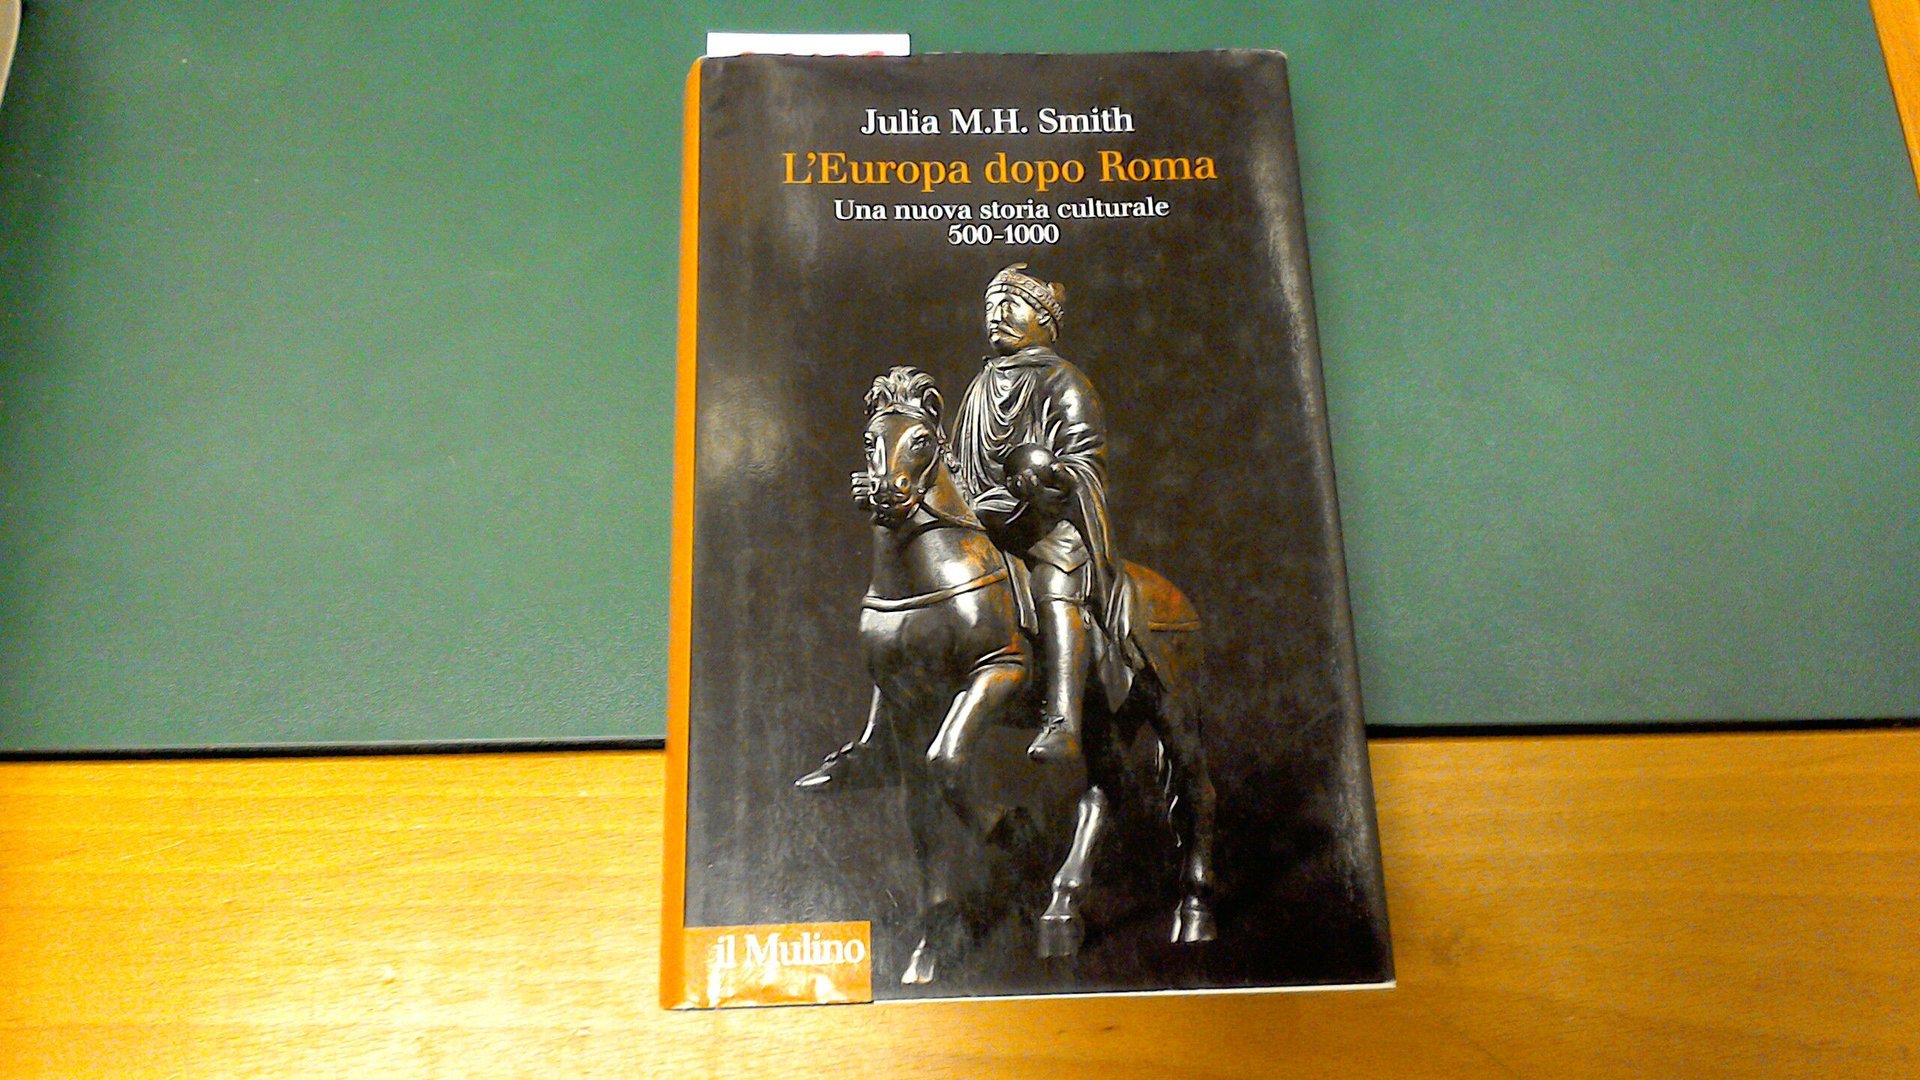 Julia M.H. Smith
L'Europa dopo Roma
Una nuova storia culturale
500-1000
il Mulino